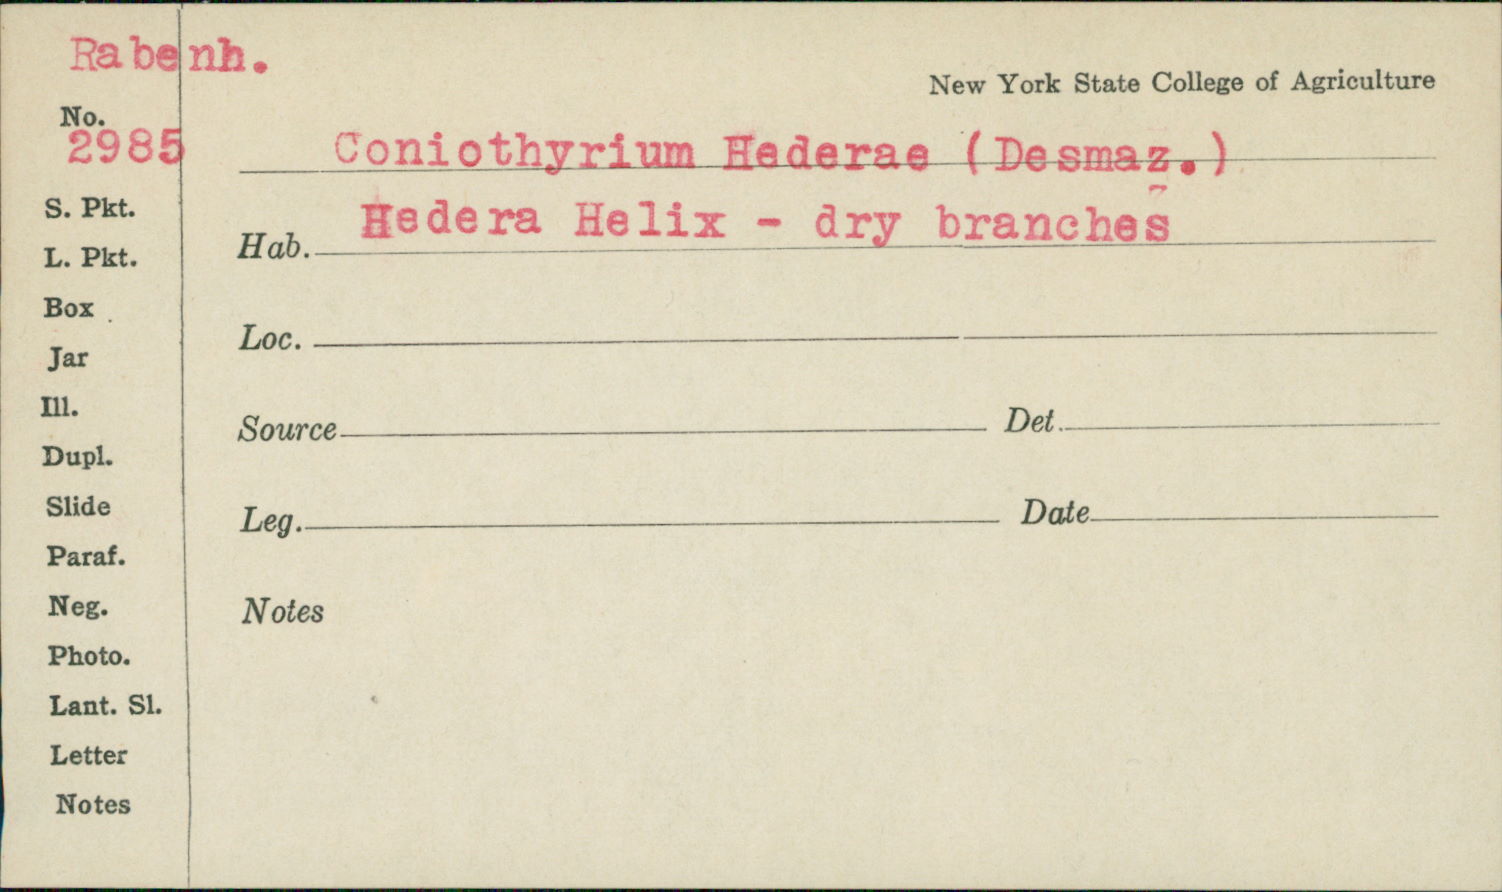 Rabenh.
New York State College of Agriculture
No.
2985
Coniothyrium Hederae (Desmaz.)
Hab. Hedera Helix - dry branches
S. Pkt.
L. Pkt.
Box
Jar
Ill.
Dupl.
Slide
Paraf.
Neg.
Photo.
Lant. Sl.
Letter
Notes
Loc.
Source Det.
Leg. Date
Notes